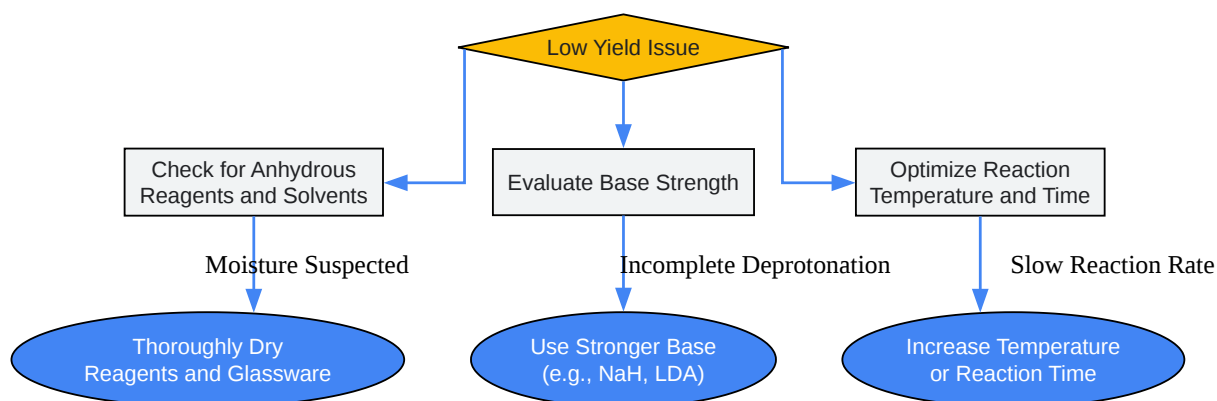 Low Yield Issue
Check for Anhydrous
Reagents and Solvents
Evaluate Base Strength
Optimize Reaction
Temperature and Time
Moisture Suspected
Incomplete Deprotonation
Slow Reaction Rate
Thoroughly Dry
Reagents and Glassware
Use Stronger Base
(e.g., NaH, LDA)
Increase Temperature
or Reaction Time